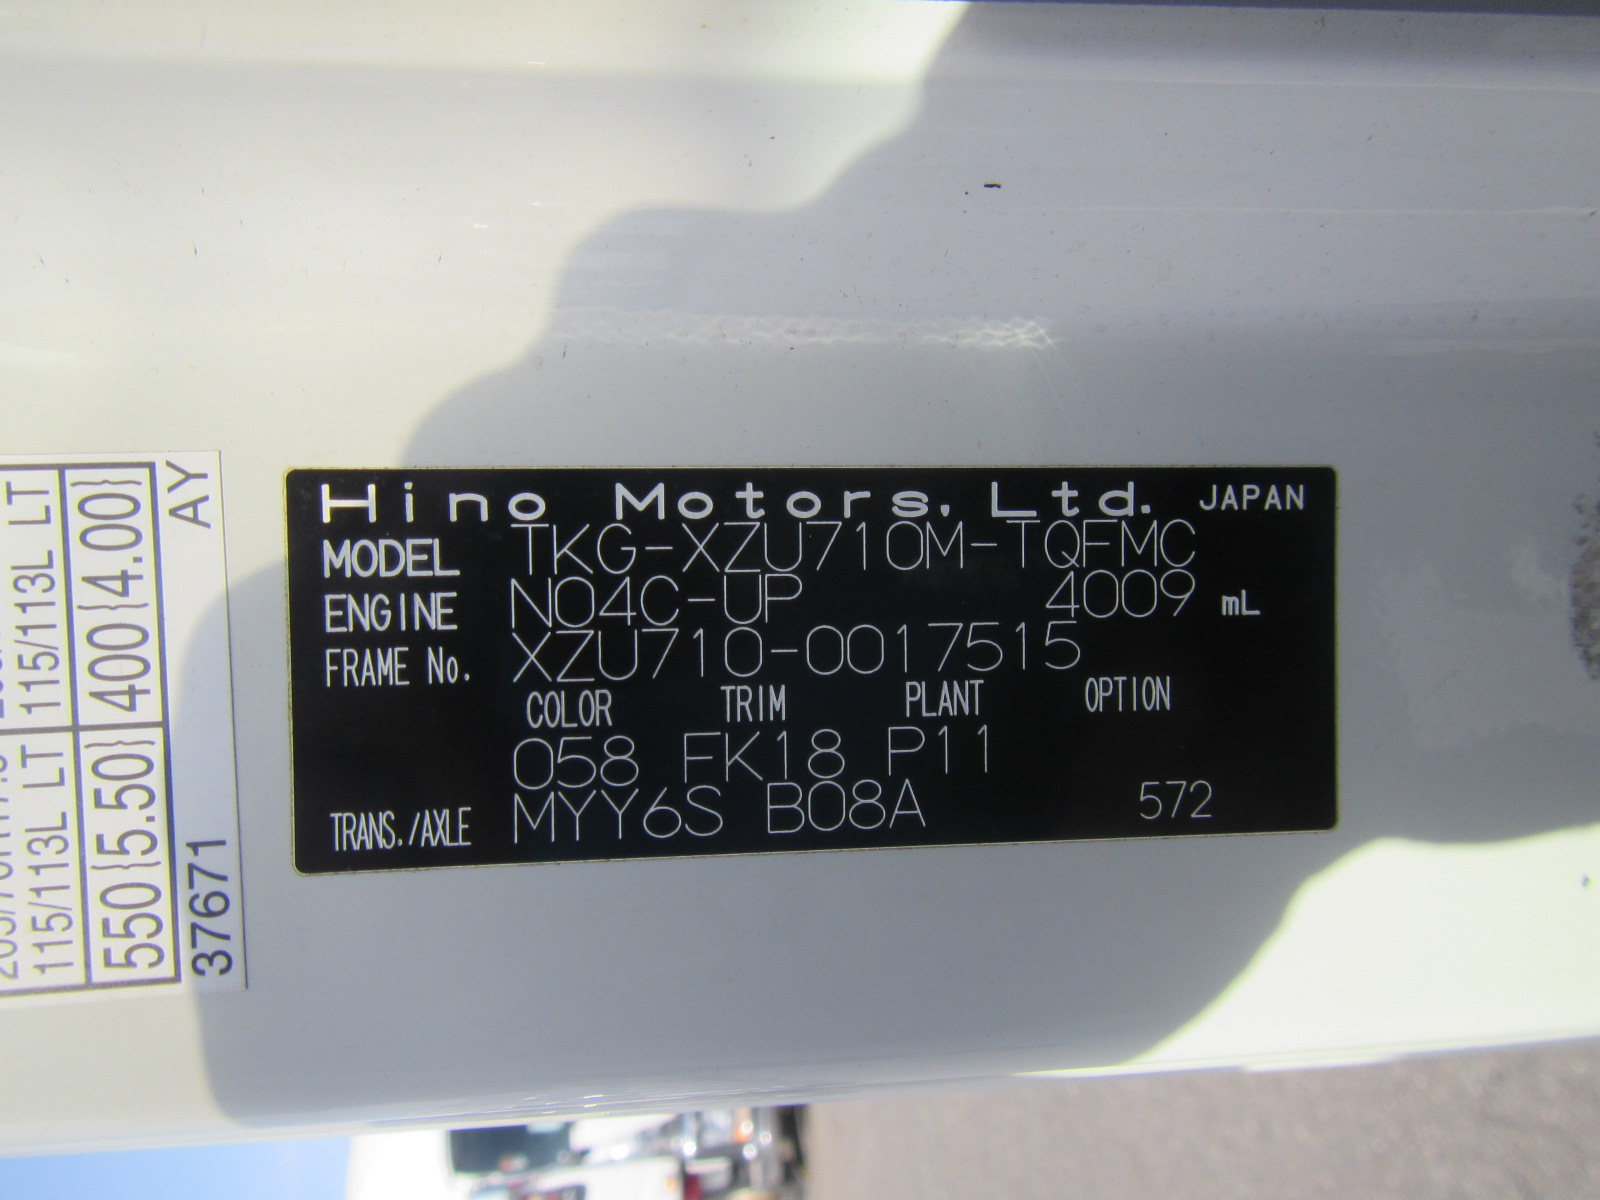 Hino Motors, Ltd. JAPAN
MODEL TKG-XZU710M-TQFMC
ENGINE N04C-UP 4009 mL
FRAME No. XZU710-0017515
COLOR TRIM PLANT OPTION
058 FK18 P11
TRANS./AXLE MYY6S B08A 572
115/113L LT 115/113L LT
550{5.50} 400{4.00}
37671 AY